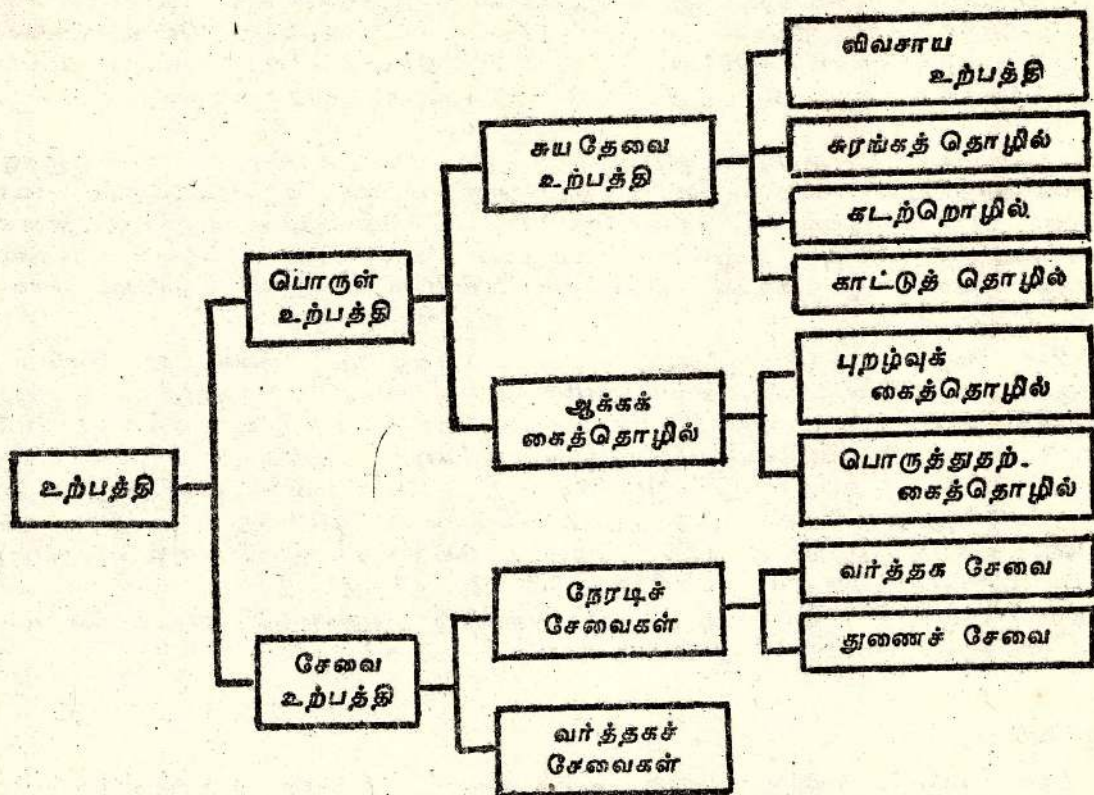 விவசாய
உற்பத்தி
சுய தேவை
உற்பத்தி
சுரங்கத் தொழில்
கடற்றொழில்.
காட்டுத் தொழில்
பொருள்
உற்பத்தி
ஆக்கக்
கைத்தொழில்
புறழ்வுக்
கைத்தொழில்
பொருத்துதற்-
கைத்தொழில்
உற்பத்தி
நேரடிச்
சேவைகள்
வர்த்தக சேவை
துணைச் சேவை
சேவை
உற்பத்தி
வர்த்தகச்
சேவைகள்